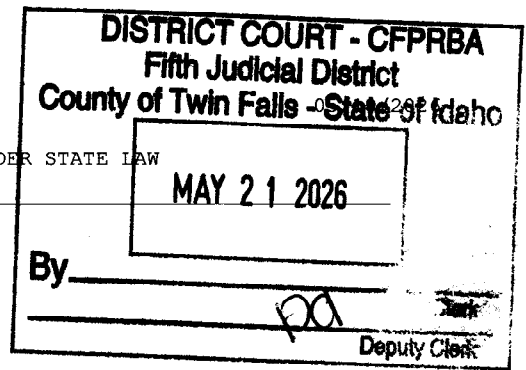 DISTRICT COURT - CFPRBA
Fifth Judicial District
County of Twin Falls - State of Idaho
DER STATE LAW
MAY 21 2026
By
Clerk
Deputy Clerk